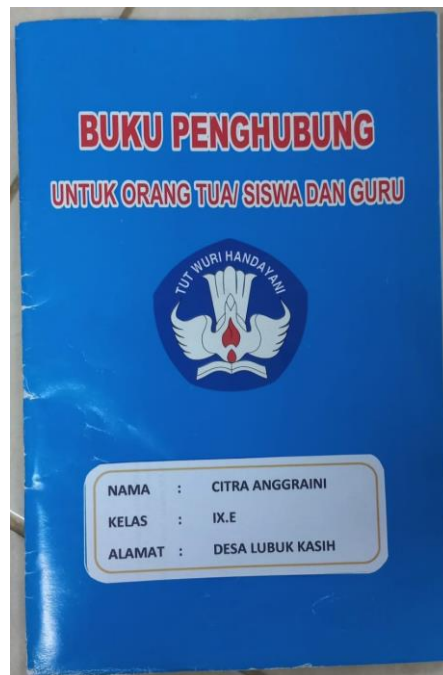 BUKU PENGHUBUNG
UNTUK ORANG TUA/ SISWA DAN GURU
TUT WURI HANDAYANI
NAMA : CITRA ANGGRAINI
KELAS : IX.E
ALAMAT : DESA LUBUK KASIH